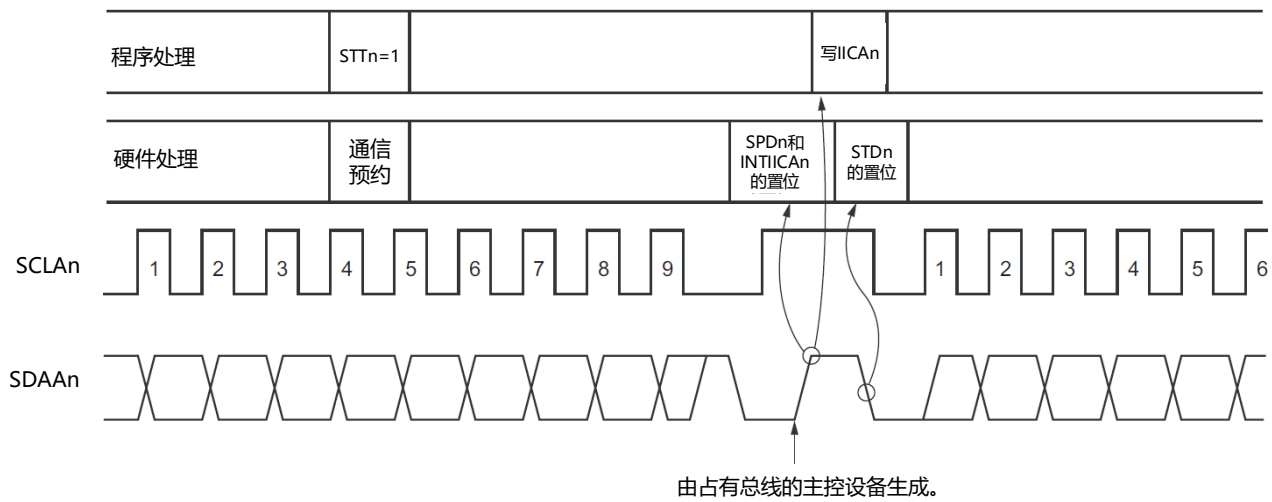 程序处理
STTn=1
写IICAn
硬件处理
通信
预约
SPDn和
INTIICAn
的置位
STDn
的置位
SCLAn
1 2 3 4 5 6 7 8 9 1 2 3 4 5 6
SDAAn
由占有总线的主控设备生成。